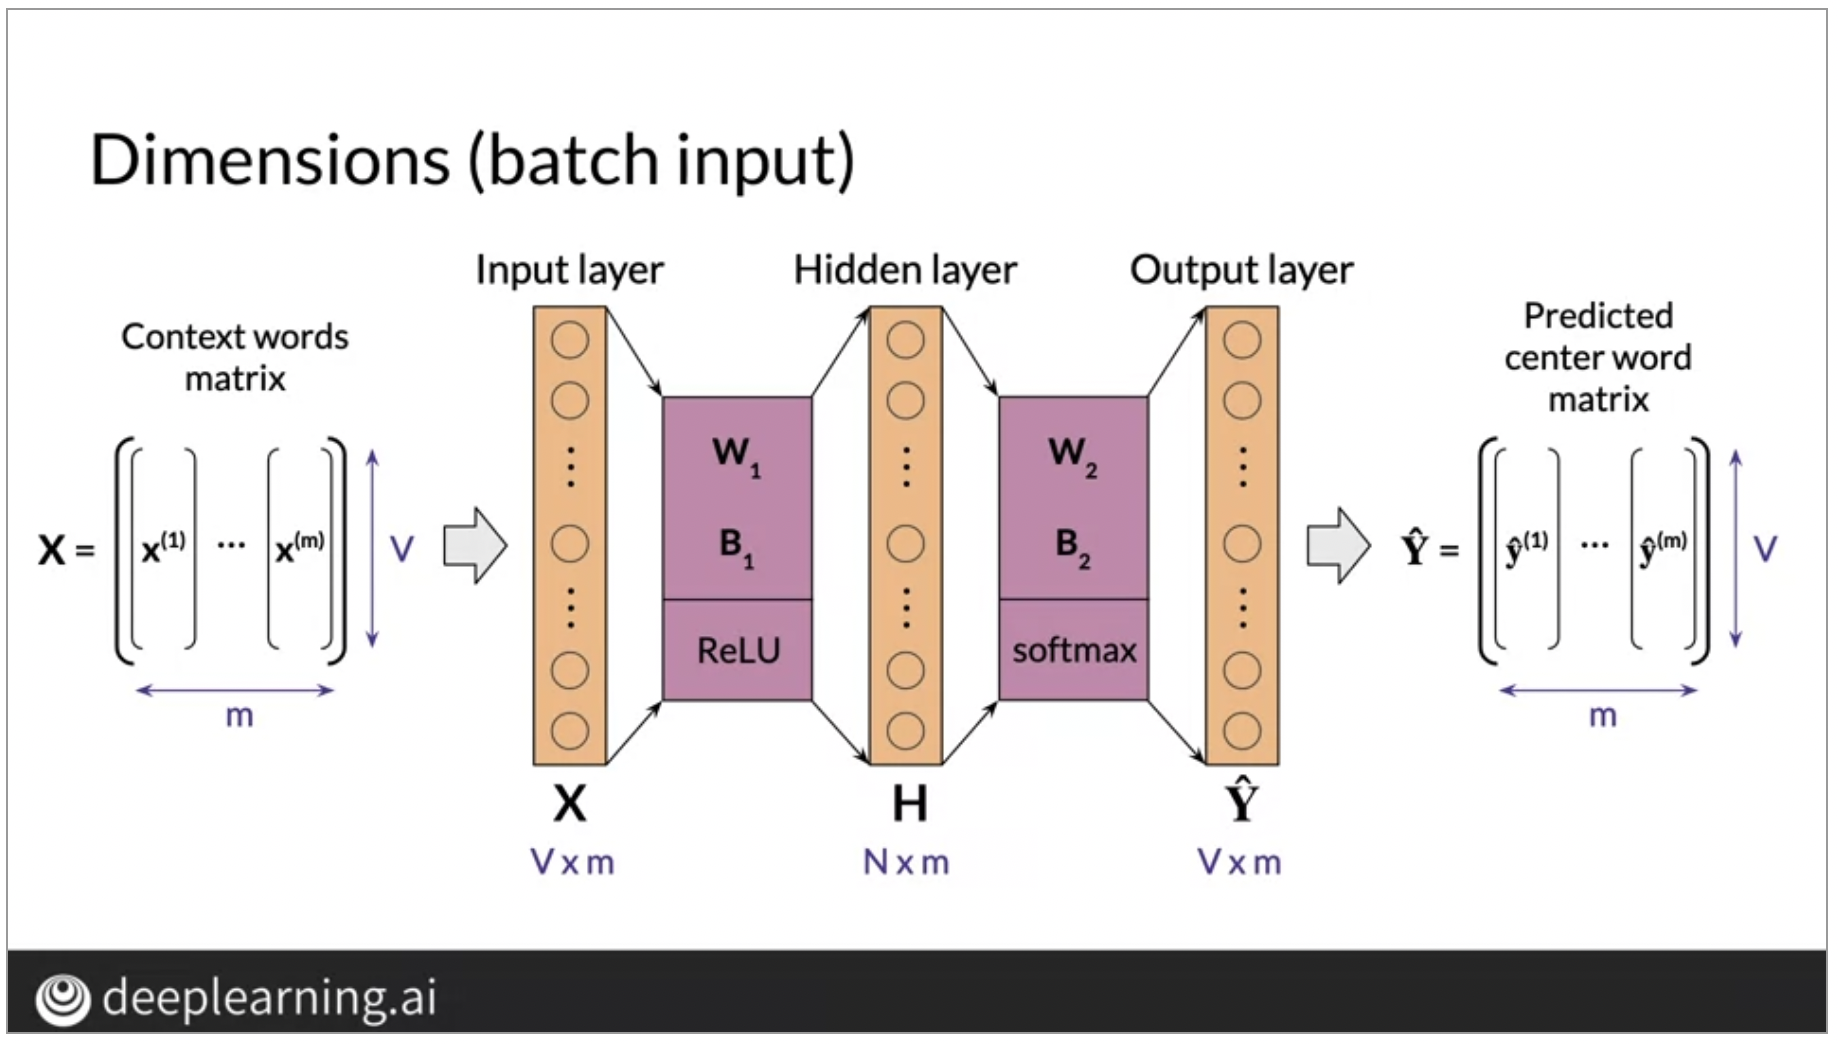 Dimensions (batch input)
Input layer
Hidden layer
Output layer
Context words
matrix
Predicted
center word
matrix
X = x⁽¹⁾ ... x⁽ᵐ⁾ V
m
W₁
B₁
ReLU
W₂
B₂
softmax
Ŷ = ŷ⁽¹⁾ ... ŷ⁽ᵐ⁾ V
m
X
H
Ŷ
V x m
N x m
V x m
deeplearning.ai